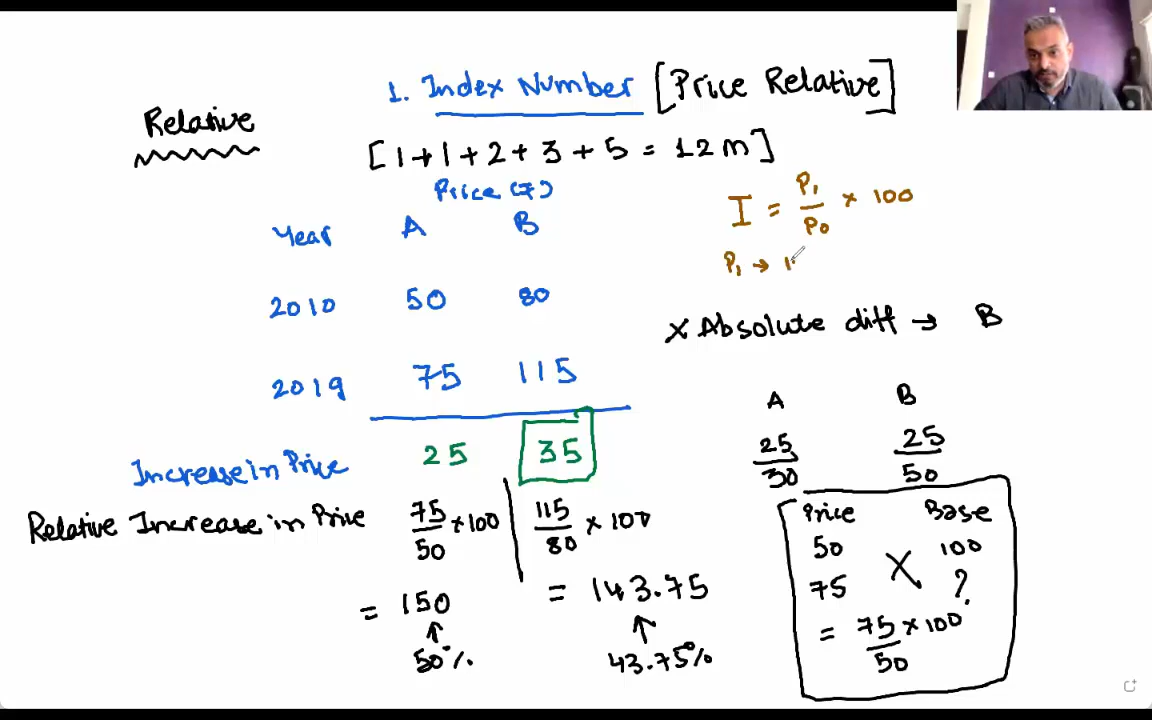 1. Index Number [Price Relative]
Relative
[1+1+2+3+5 = 12 m]
Price (₹)
Year A B
2010 50 80
2019 75 115
Increase in Price 25 35
Relative Increase in Price 75/50 × 100 115/80 × 100
= 150 = 143.75
50% 43.75%
I = P₁/P₀ × 100
P₁ →
× Absolute diff → B
A B
25/30 25/50
Price Base
50 100
75 ?
= 75/50 × 100